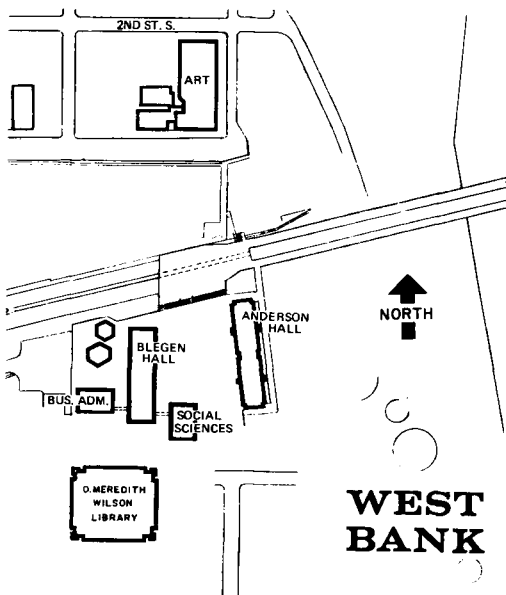 2ND ST. S.
ART
NORTH
ANDERSON
HALL
BLEGEN
HALL
BUS. ADM.
SOCIAL
SCIENCES
O.MEREDITH
WILSON
LIBRARY
WEST
BANK